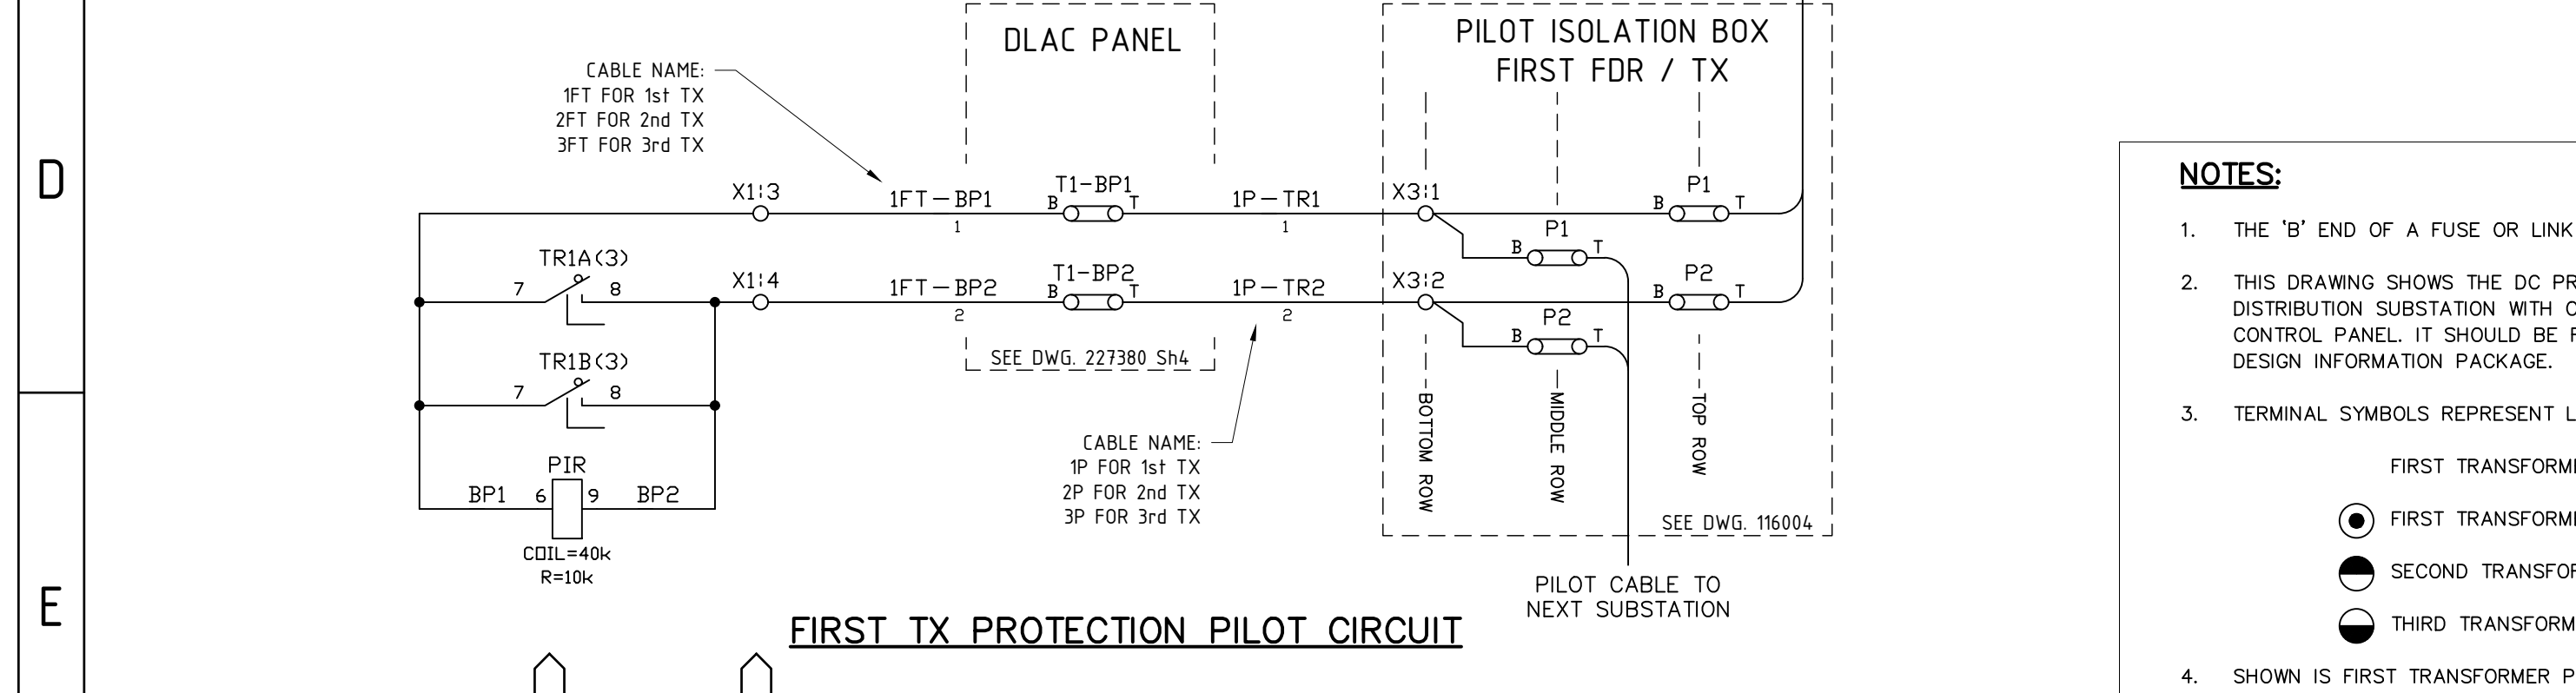 D
E
DLAC PANEL
PILOT ISOLATION BOX
FIRST FDR / TX
CABLE NAME:
1FT FOR 1st TX
2FT FOR 2nd TX
3FT FOR 3rd TX
X1:3
1FT-BP1
1
T1-BP1
B
T
1P-TR1
1
X3:1
P1
B
T
P1
B
T
TR1A(3)
7
8
X1:4
1FT-BP2
2
T1-BP2
B
T
1P-TR2
2
X3:2
P2
B
T
P2
B
T
SEE DWG. 227380 Sh4
TR1B(3)
7
8
PIR
BP1
6
9
BP2
COIL=40k
R=10k
CABLE NAME:
1P FOR 1st TX
2P FOR 2nd TX
3P FOR 3rd TX
BOTTOM ROW
MIDDLE ROW
TOP ROW
SEE DWG. 116004
PILOT CABLE TO
NEXT SUBSTATION
FIRST TX PROTECTION PILOT CIRCUIT
NOTES:
1. THE 'B' END OF A FUSE OR LINK
2. THIS DRAWING SHOWS THE DC PR
DISTRIBUTION SUBSTATION WITH
CONTROL PANEL. IT SHOULD BE
DESIGN INFORMATION PACKAGE.
3. TERMINAL SYMBOLS REPRESENT L
FIRST TRANSFORM
FIRST TRANSFORM
SECOND TRANSFO
THIRD TRANSFORM
4. SHOWN IS FIRST TRANSFORMER P